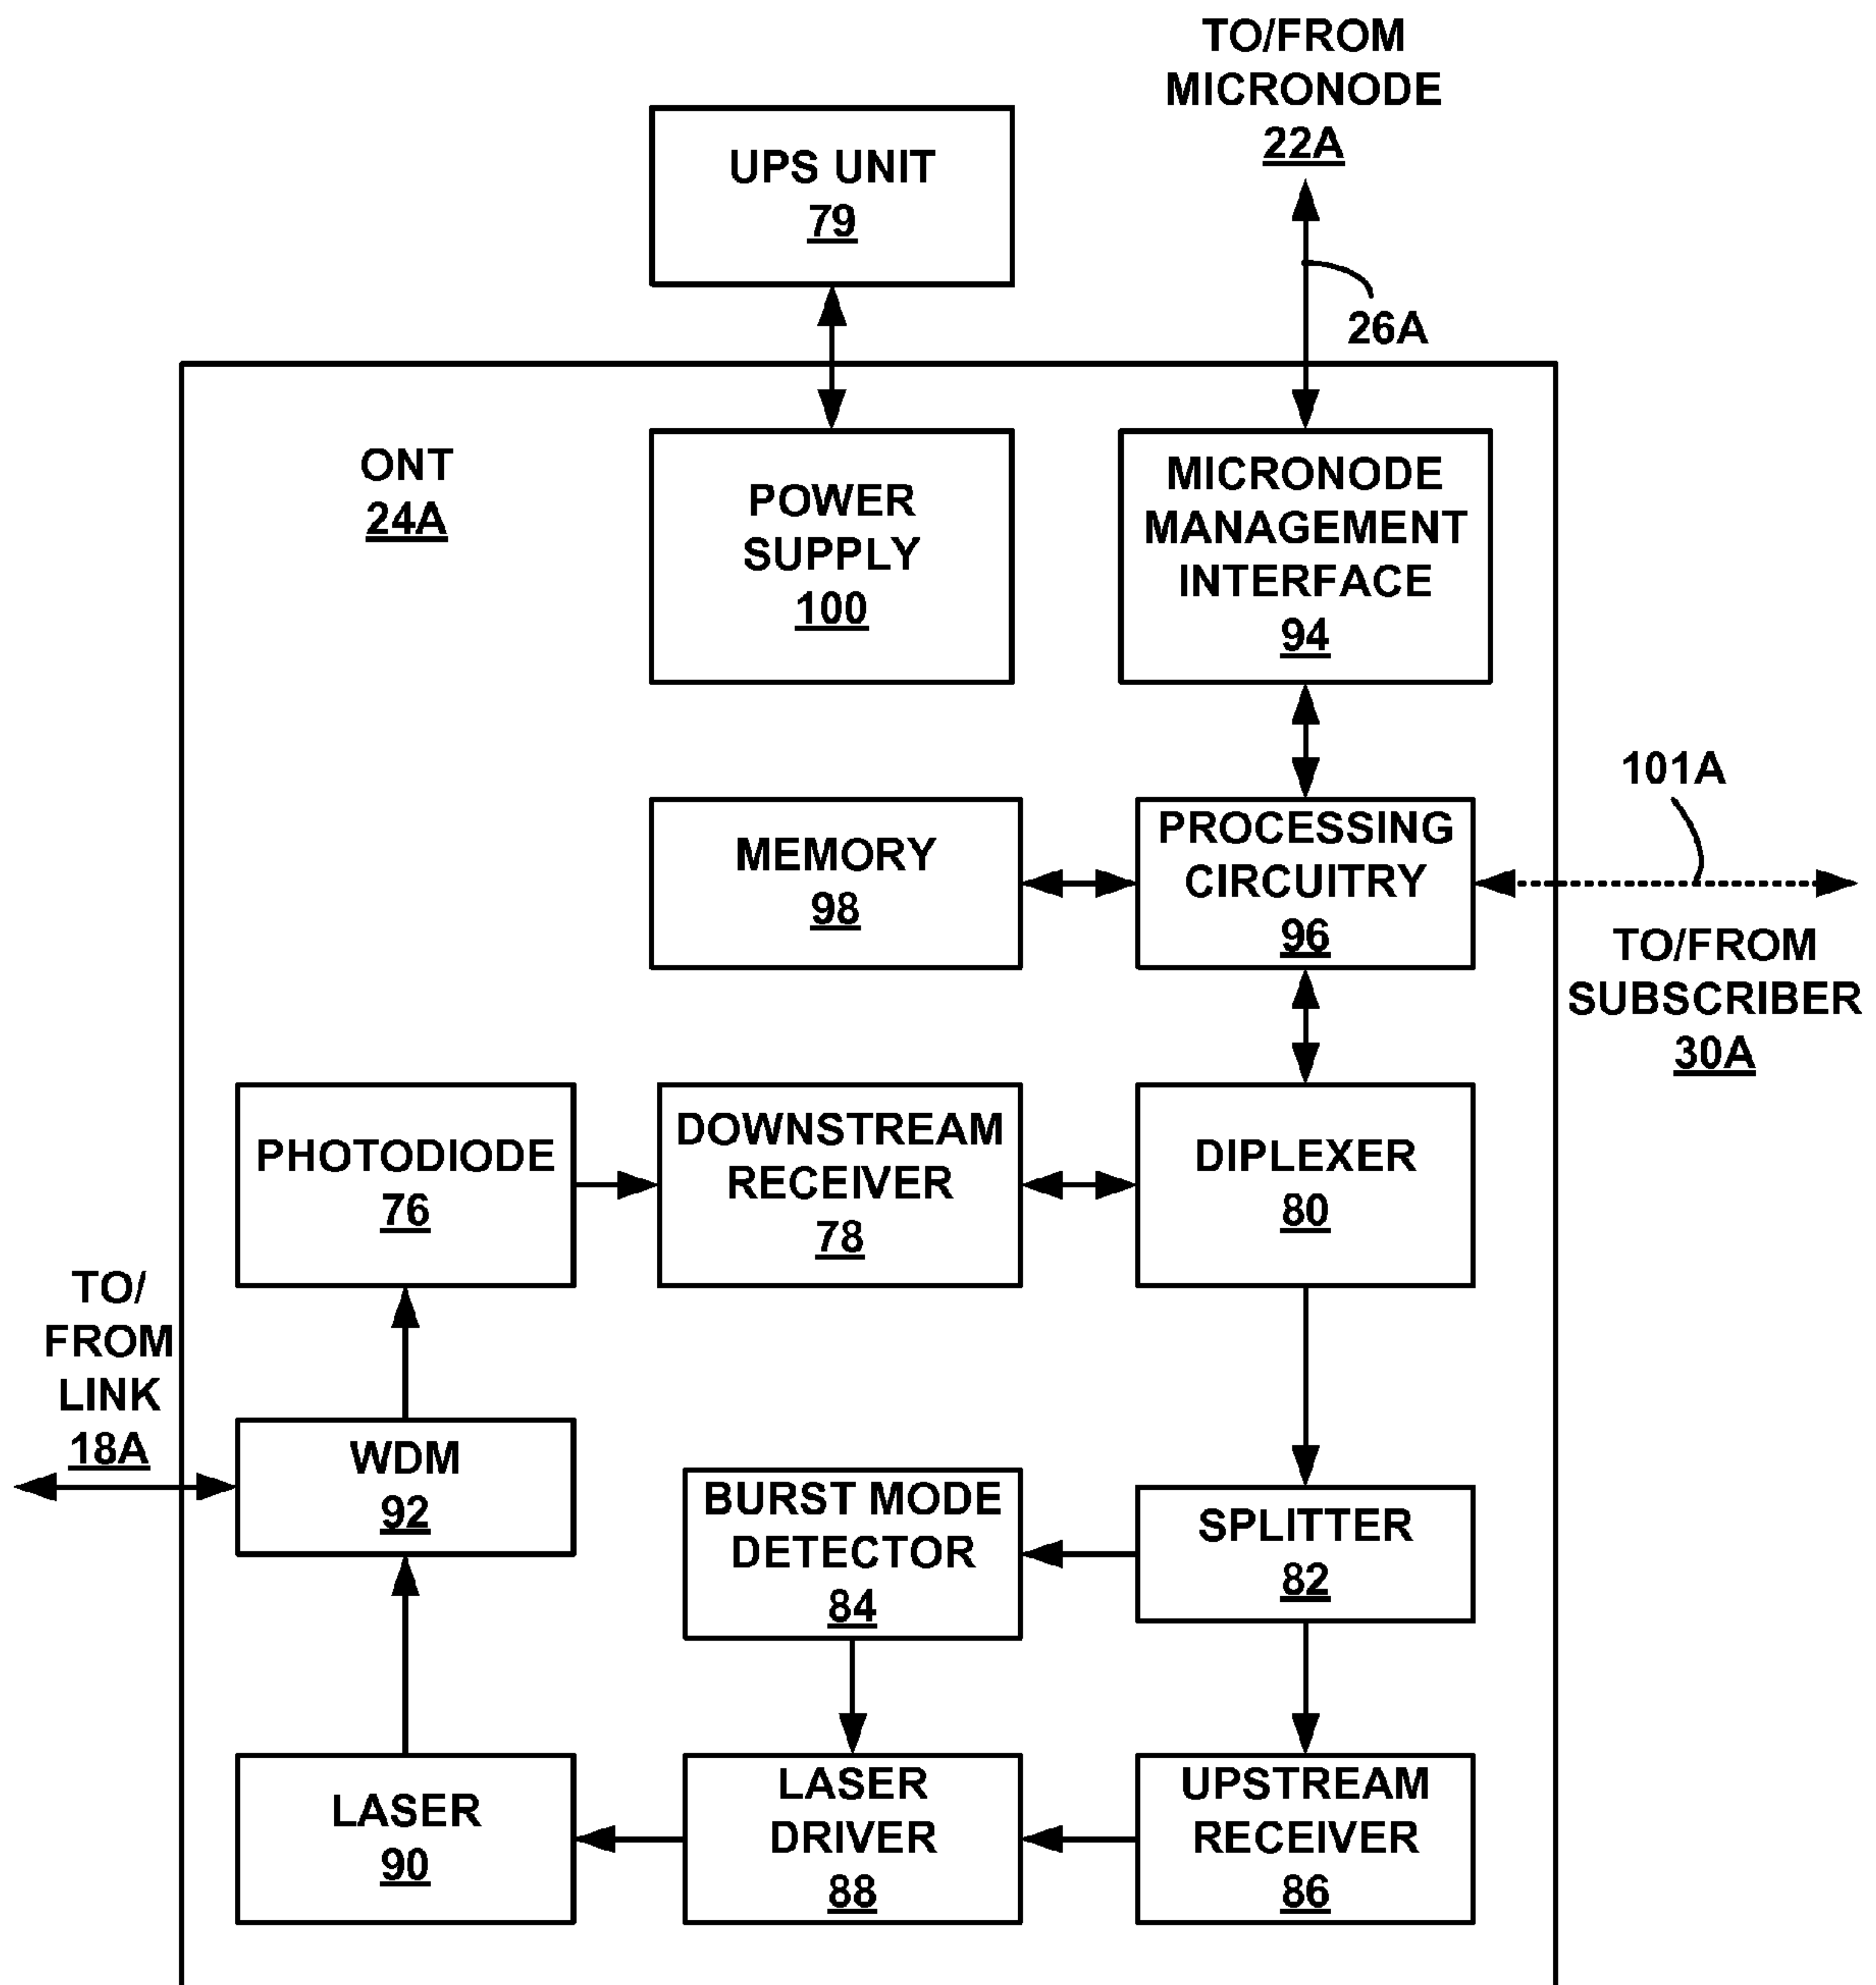 TO/FROM
MICRONODE
22A
UPS UNIT
79
26A
ONT
24A
POWER
SUPPLY
100
MICRONODE
MANAGEMENT
INTERFACE
94
101A
MEMORY
98
PROCESSING
CIRCUITRY
96
TO/FROM
SUBSCRIBER
30A
PHOTODIODE
76
DOWNSTREAM
RECEIVER
78
DIPLEXER
80
TO/
FROM
LINK
18A
WDM
92
BURST MODE
DETECTOR
84
SPLITTER
82
LASER
90
LASER
DRIVER
88
UPSTREAM
RECEIVER
86